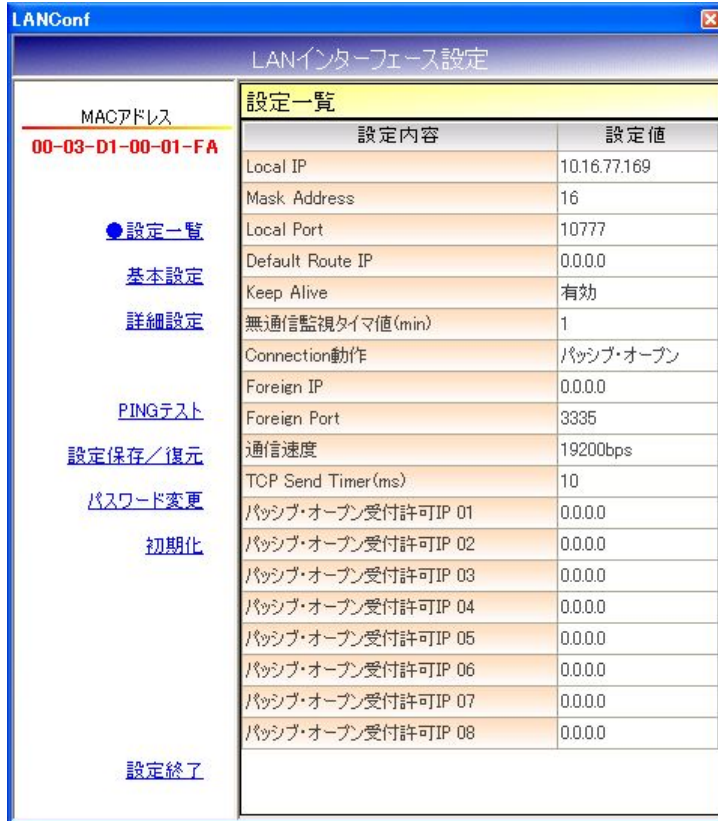 LANConf
LANインターフェース設定
MACアドレス
00-03-D1-00-01-FA
●設定一覧
基本設定
詳細設定
PINGテスト
設定保存／復元
パスワード変更
初期化
設定終了
設定一覧
設定内容 設定値
Local IP 10.16.77.169
Mask Address 16
Local Port 10777
Default Route IP 0.0.0.0
Keep Alive 有効
無通信監視タイマ値(min) 1
Connection動作 パッシブ・オープン
Foreign IP 0.0.0.0
Foreign Port 3335
通信速度 19200bps
TCP Send Timer(ms) 10
パッシブ・オープン受付許可IP 01 0.0.0.0
パッシブ・オープン受付許可IP 02 0.0.0.0
パッシブ・オープン受付許可IP 03 0.0.0.0
パッシブ・オープン受付許可IP 04 0.0.0.0
パッシブ・オープン受付許可IP 05 0.0.0.0
パッシブ・オープン受付許可IP 06 0.0.0.0
パッシブ・オープン受付許可IP 07 0.0.0.0
パッシブ・オープン受付許可IP 08 0.0.0.0